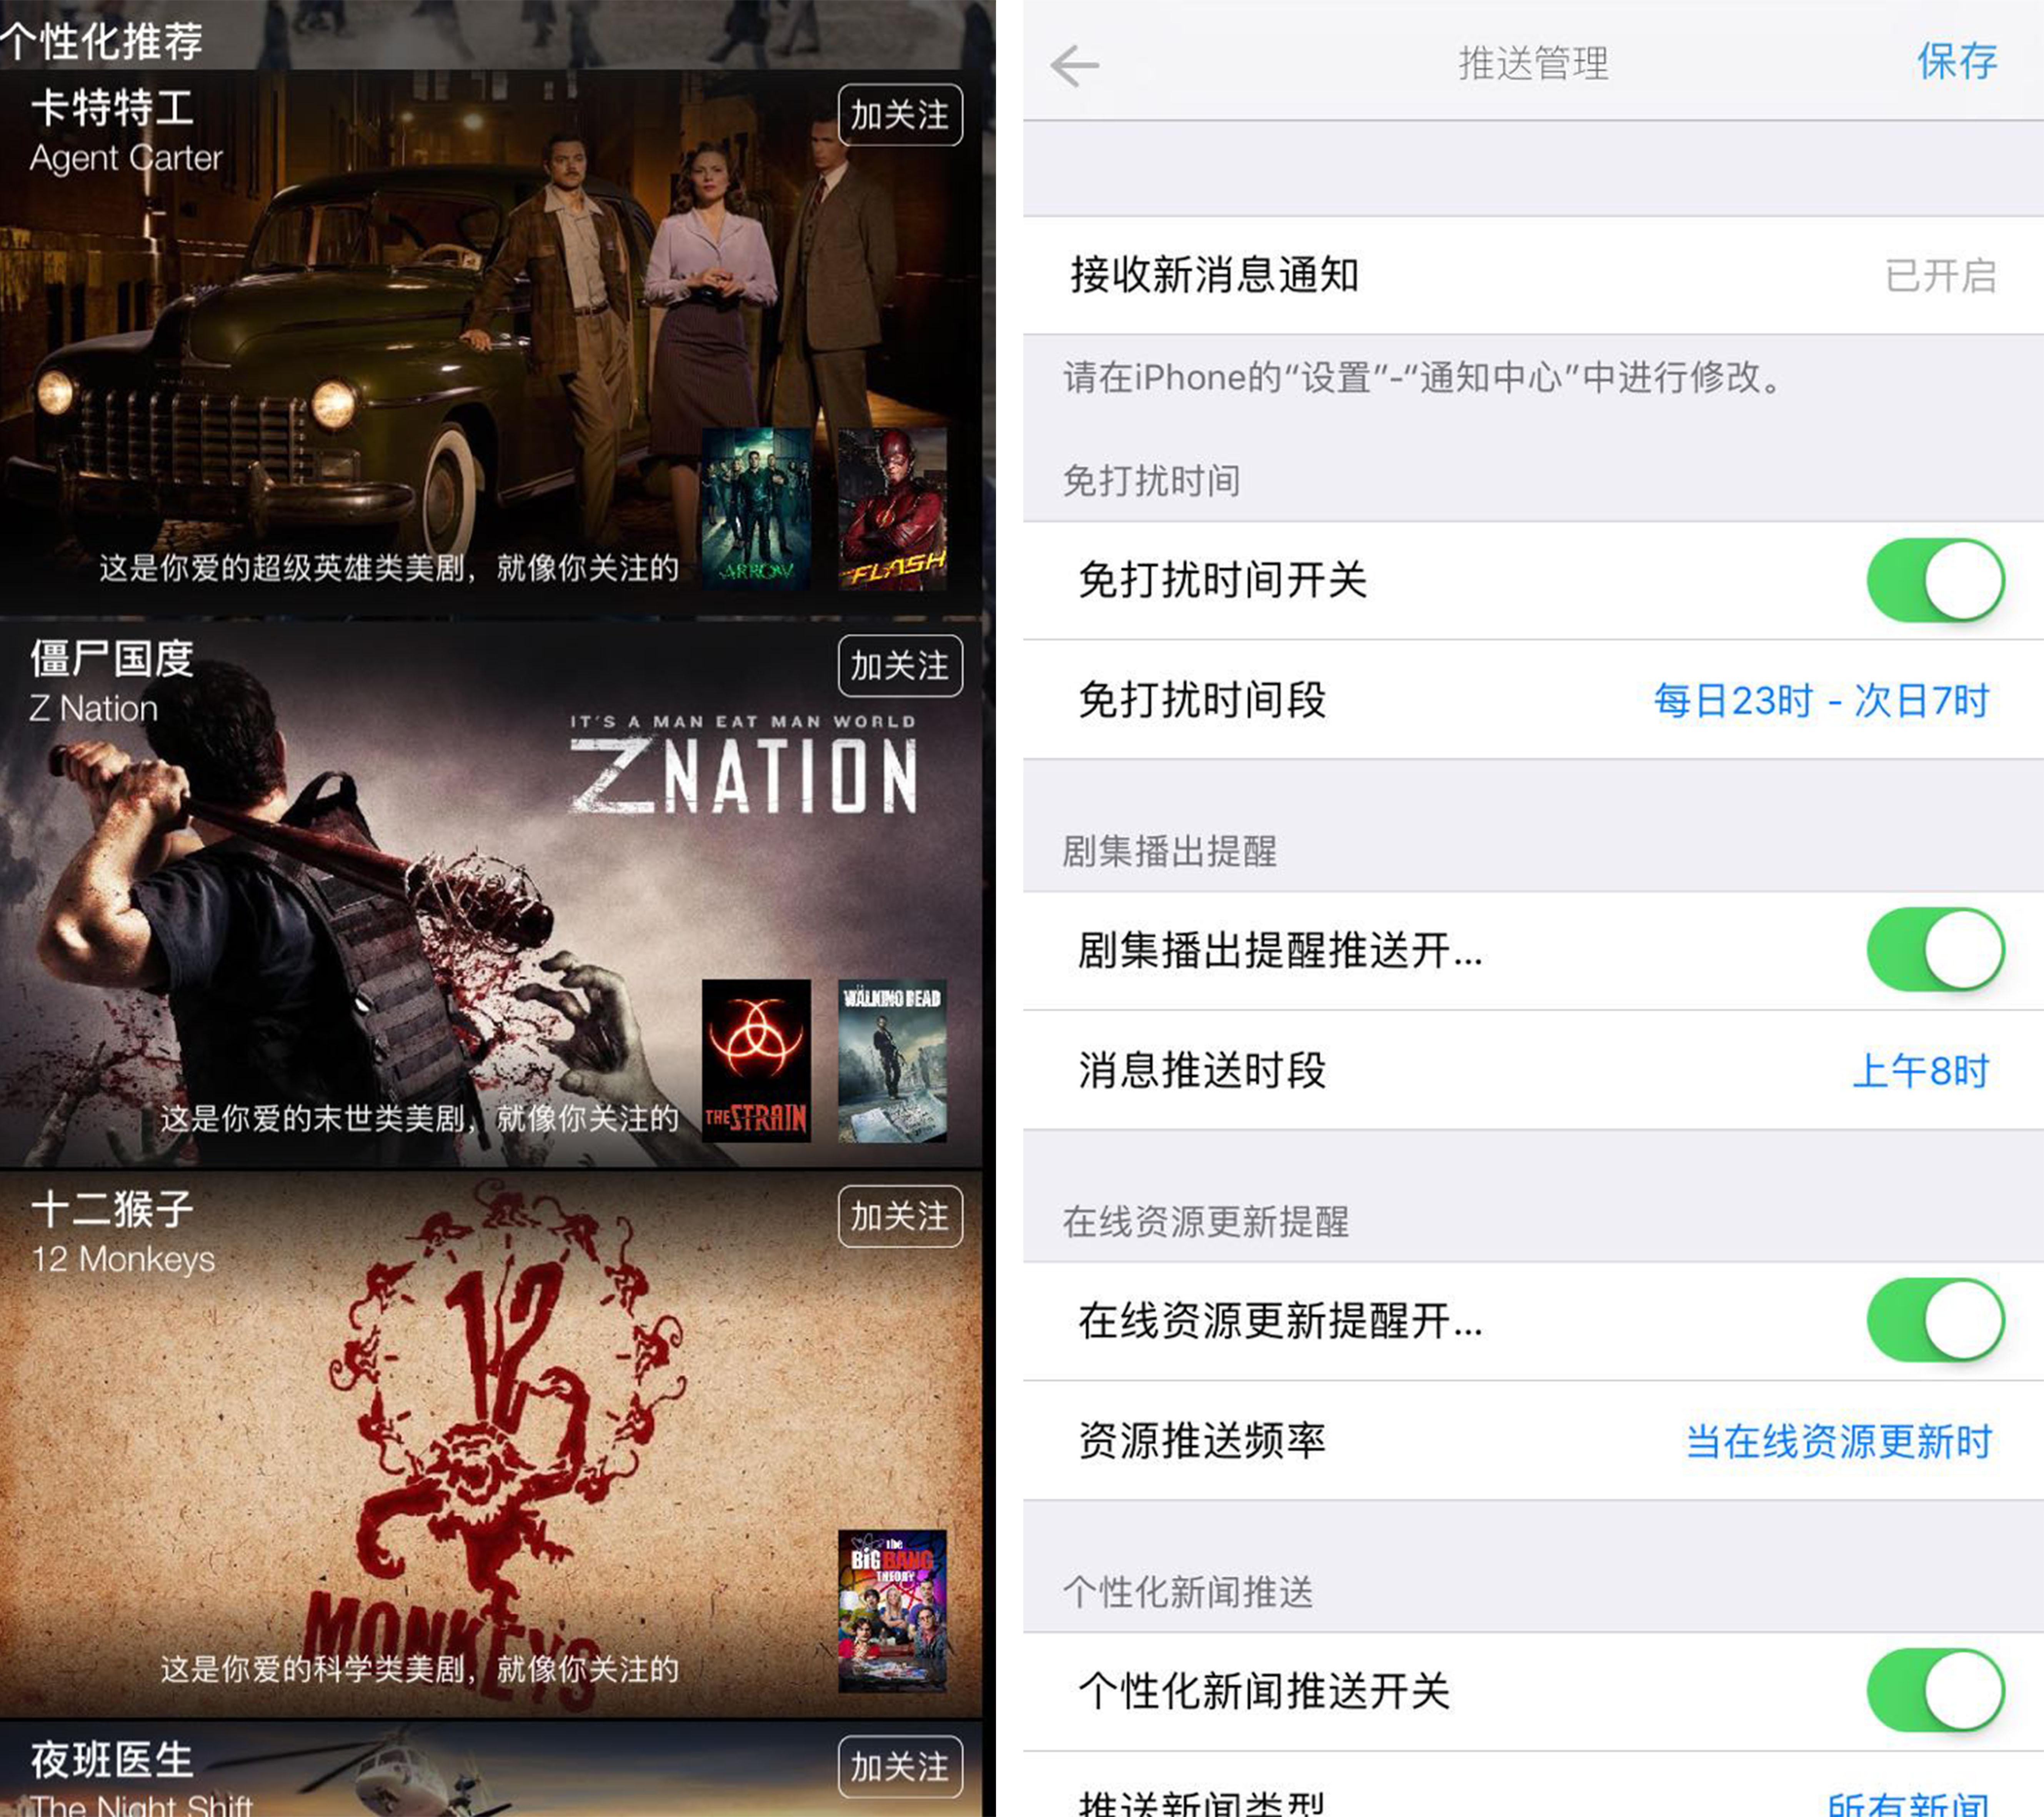 个性化推荐
卡特特工
加关注
Agent Carter
ARROW
FLASH
这是你爱的超级英雄类美剧，就像你关注的
僵尸国度
加关注
Z Nation
IT'S A MAN EAT MAN WORLD
ZNATION
WALKING DEAD
THE STRAIN
这是你爱的末世类美剧，就像你关注的
十二猴子
加关注
12 Monkeys
12
MONKEYS
The
BIG BANG
THEORY
这是你爱的科学类美剧，就像你关注的
夜班医生
加关注
The Night Shift
推送管理
保存
接收新消息通知
已开启
请在iPhone的“设置”-“通知中心”中进行修改。
免打扰时间
免打扰时间开关
免打扰时间段
每日23时 - 次日7时
剧集播出提醒
剧集播出提醒推送开...
消息推送时段
上午8时
在线资源更新提醒
在线资源更新提醒开...
资源推送频率
当在线资源更新时
个性化新闻推送
个性化新闻推送开关
推送新闻类型
所有新闻